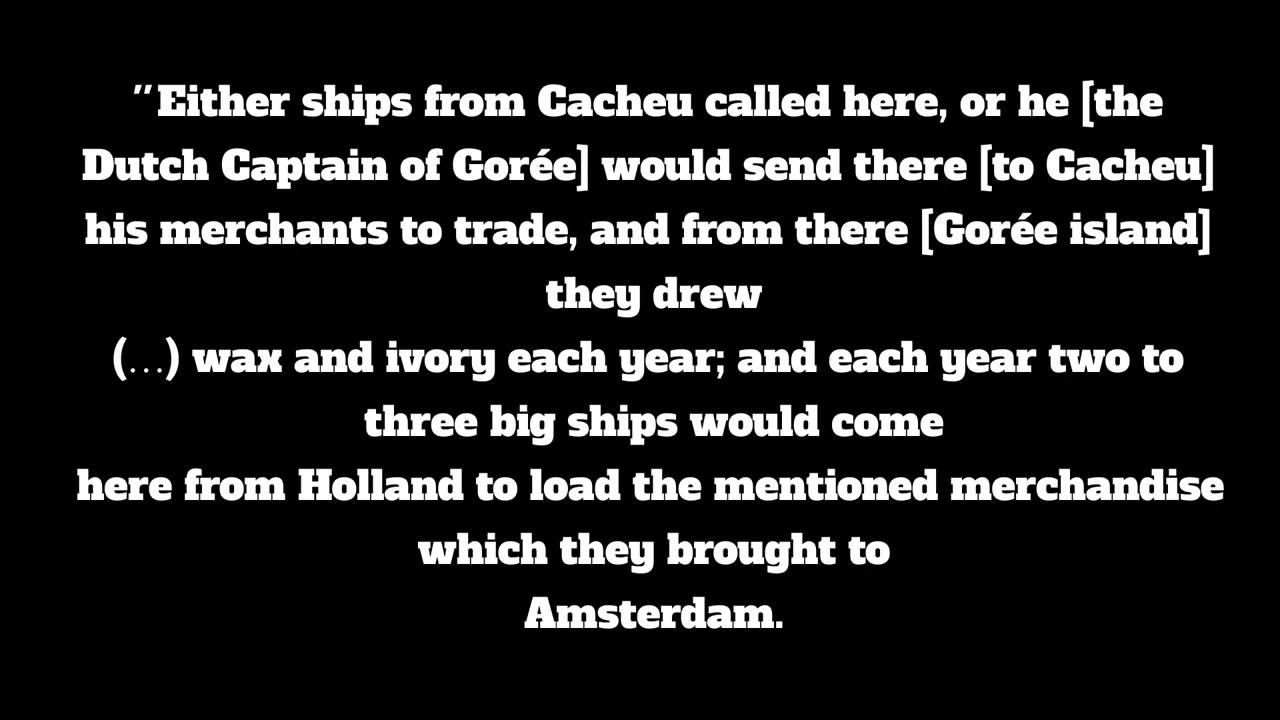 "Either ships from Cacheu called here, or he [the
Dutch Captain of Gorée] would send there [to Cacheu]
his merchants to trade, and from there [Gorée island]
they drew
(...) wax and ivory each year; and each year two to
three big ships would come
here from Holland to load the mentioned merchandise
which they brought to
Amsterdam.